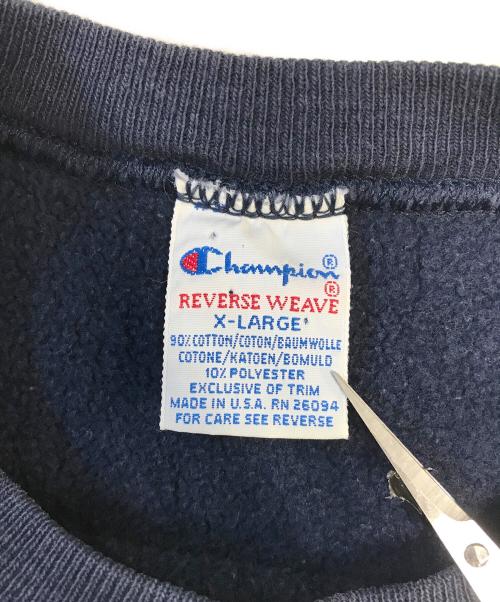 Champion®
REVERSE WEAVE®
X-LARGE
90% COTTON/COTON/BAUMWOLLE
COTONE/KATOEN/BOMULD
10% POLYESTER
EXCLUSIVE OF TRIM
MADE IN U.S.A. RN 26094
FOR CARE SEE REVERSE